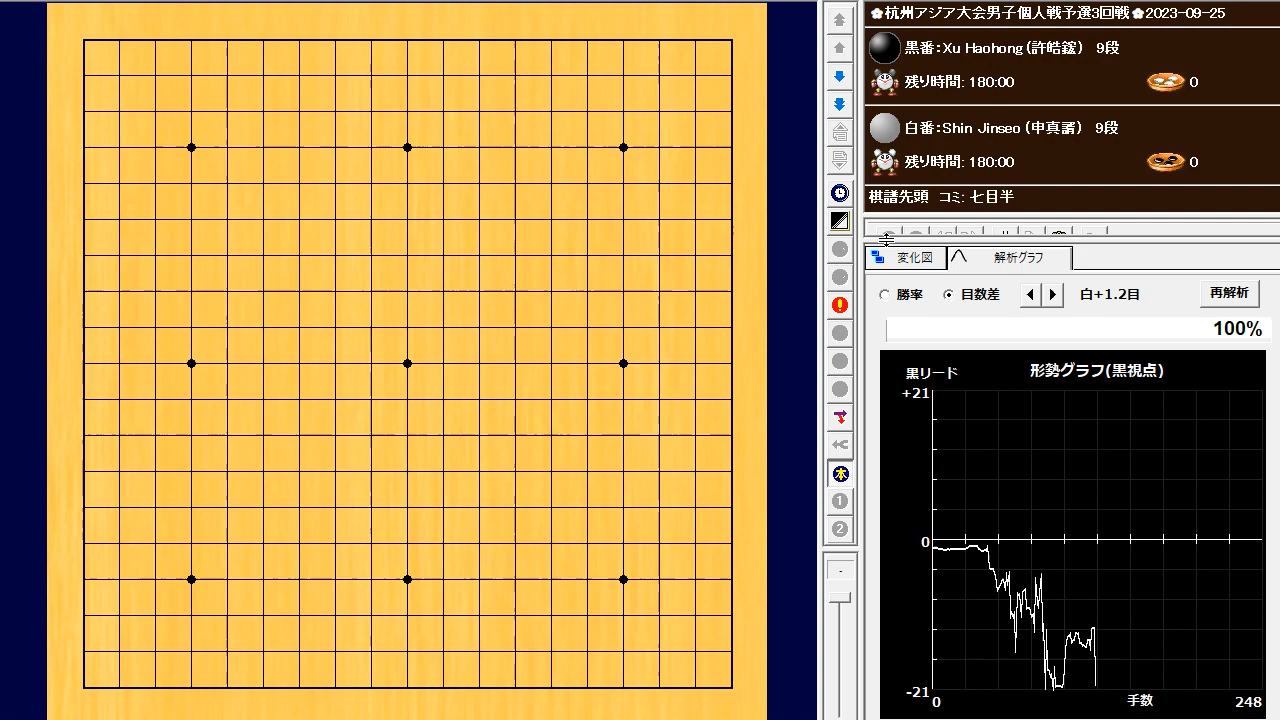 ✿杭州アジア大会男子個人戦予選3回戦✿2023-09-25
黒番:Xu Haohong (許皓鋐) 9段
残り時間: 180:00 0
白番:Shin Jinseo (申真諝) 9段
残り時間: 180:00 0
棋譜先頭 コミ: 七目半
変化図 解析グラフ
勝率 目数差 白+1.2目 再解析
100%
形勢グラフ(黒視点)
黒リード
+21
0
-21
0 手数 248
本
1
2
-